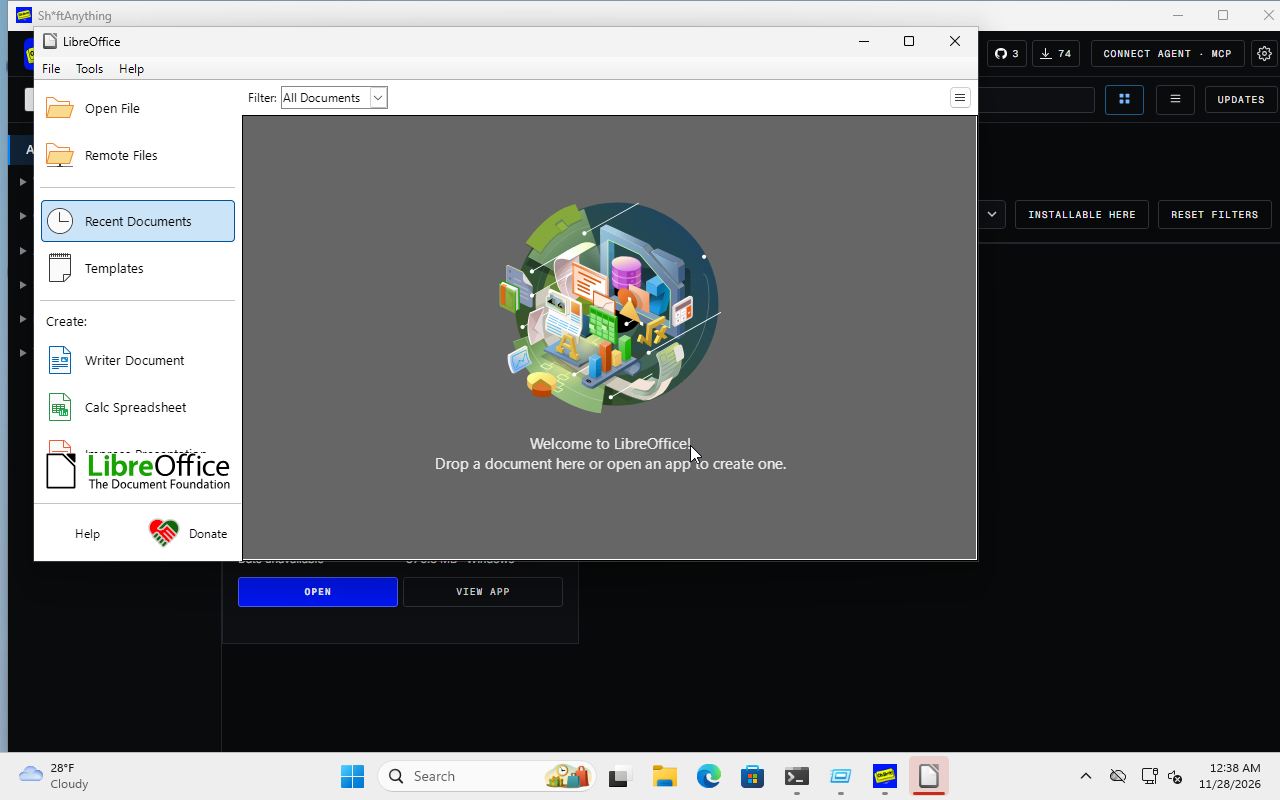 Sh*ftAnything
LibreOffice
File Tools Help
3 74 CONNECT AGENT · MCP
Filter: All Documents
UPDATES
Open File
Remote Files
Recent Documents
INSTALLABLE HERE RESET FILTERS
Templates
Create:
Writer Document
Calc Spreadsheet
Impress Presentation
Welcome to LibreOffice!
Drop a document here or open an app to create one.
LibreOffice
The Document Foundation
Help Donate
OPEN VIEW APP
28°F
Cloudy
Search
12:38 AM
11/28/2026